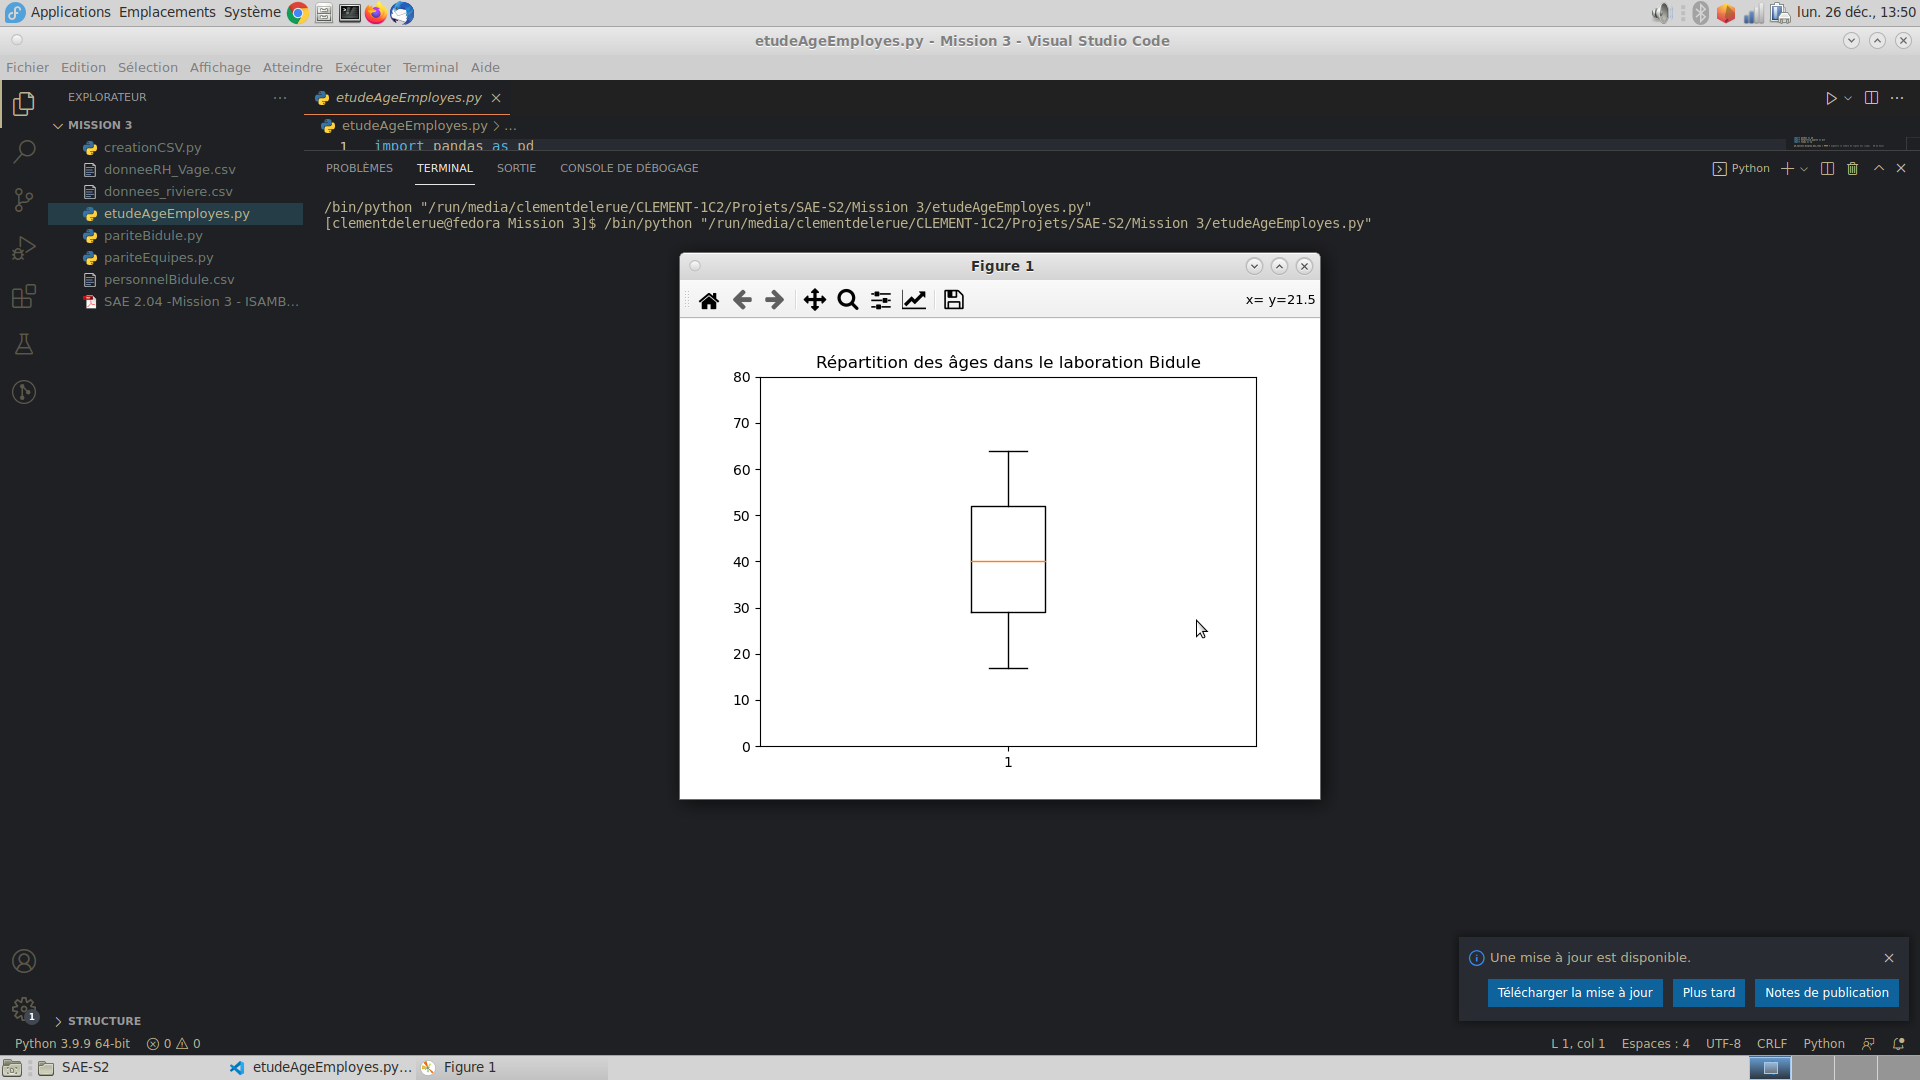 Applications Emplacements Système lun. 26 déc., 13:50
etudeAgeEmployes.py - Mission 3 - Visual Studio Code
Fichier Edition Sélection Affichage Atteindre Exécuter Terminal Aide
EXPLORATEUR
MISSION 3
creationCSV.py
donneeRH_Vage.csv
donnees_riviere.csv
etudeAgeEmployes.py
pariteBidule.py
pariteEquipes.py
personnelBidule.csv
SAE 2.04 -Mission 3 - ISAMB...
etudeAgeEmployes.py
etudeAgeEmployes.py > ...
1 import pandas as pd
PROBLÈMES TERMINAL SORTIE CONSOLE DE DÉBOGAGE Python
/bin/python "/run/media/clementdelerue/CLEMENT-1C2/Projets/SAE-S2/Mission 3/etudeAgeEmployes.py"
[clementdelerue@fedora Mission 3]$ /bin/python "/run/media/clementdelerue/CLEMENT-1C2/Projets/SAE-S2/Mission 3/etudeAgeEmployes.py"
Figure 1
x= y=21.5
Répartition des âges dans le laboration Bidule
80
70
60
50
40
30
20
10
0
1
Une mise à jour est disponible.
Télécharger la mise à jour Plus tard Notes de publication
1
STRUCTURE
Python 3.9.9 64-bit 0 0 L 1, col 1 Espaces : 4 UTF-8 CRLF Python
SAE-S2 etudeAgeEmployes.py... Figure 1